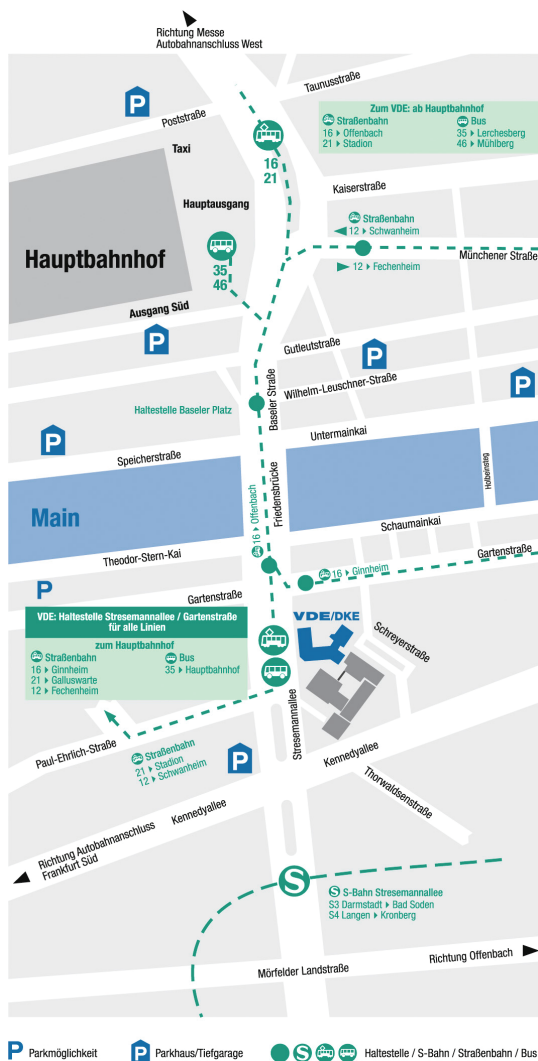 Richtung Messe
Autobahnanschluss West
Taunusstraße
P
Poststraße
Zum VDE: ab Hauptbahnhof
Straßenbahn
16 ▸ Offenbach
21 ▸ Stadion
Bus
35 ▸ Lerchesberg
46 ▸ Mühlberg
Taxi
16
21
Kaiserstraße
Hauptausgang
Straßenbahn
12 ▸ Schwanheim
Hauptbahnhof
Münchener Straße
12 ▸ Fechenheim
35
46
Ausgang Süd
P
Gutleutstraße
P
Baseler Straße
Wilhelm-Leuschner-Straße
P
Haltestelle Baseler Platz
P
Untermainkai
Speicherstraße
Holbeinsteg
Main
Friedensbrücke
16 ▸ Offenbach
Schaumainkai
Theodor-Stern-Kai
Gartenstraße
16 ▸ Ginnheim
P
Gartenstraße
VDE: Haltestelle Stresemannallee / Gartenstraße
für alle Linien
zum Hauptbahnhof
Straßenbahn
16 ▸ Ginnheim
21 ▸ Galluswarte
12 ▸ Fechenheim
Bus
35 ▸ Hauptbahnhof
VDE/DKE
Schreyerstraße
Stresemannallee
Paul-Ehrlich-Straße
Straßenbahn
21 ▸ Stadion
12 ▸ Schwanheim
P
Kennedyallee
Thorwaldsenstraße
Kennedyallee
Richtung Autobahnanschluss
Frankfurt Süd
S
S S-Bahn Stresemannallee
S3 Darmstadt ▸ Bad Soden
S4 Langen ▸ Kronberg
Richtung Offenbach
Mörfelder Landstraße
P Parkmöglichkeit
P Parkhaus/Tiefgarage
S Haltestelle / S-Bahn / Straßenbahn / Bus